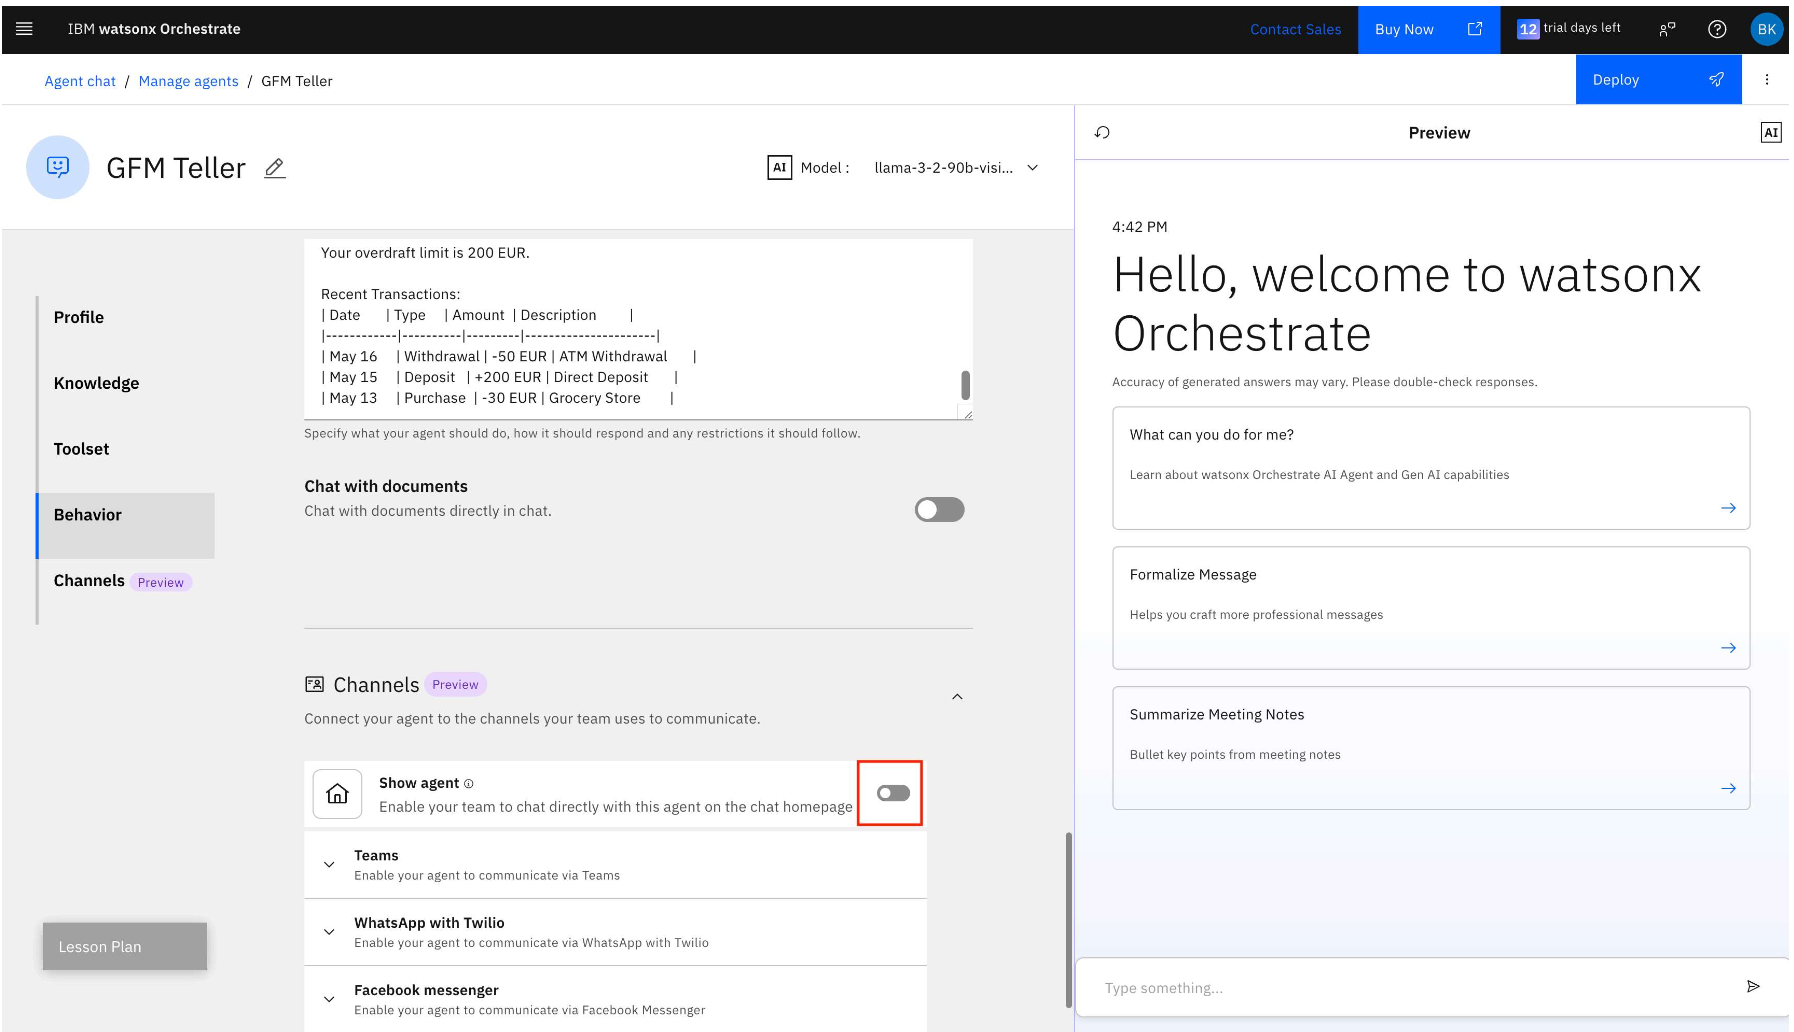 IBM watsonx Orchestrate
Contact Sales
Buy Now
12 trial days left
BK
Agent chat / Manage agents / GFM Teller
Deploy
GFM Teller
AI Model : llama-3-2-90b-visi...
Preview
AI
Profile
Knowledge
Toolset
Behavior
Channels Preview
Lesson Plan
Your overdraft limit is 200 EUR.
Recent Transactions:
| Date | Type | Amount | Description |
|------------|----------|---------|----------------------|
| May 16 | Withdrawal | -50 EUR | ATM Withdrawal |
| May 15 | Deposit | +200 EUR | Direct Deposit |
| May 13 | Purchase | -30 EUR | Grocery Store |
Specify what your agent should do, how it should respond and any restrictions it should follow.
Chat with documents
Chat with documents directly in chat.
Channels Preview
Connect your agent to the channels your team uses to communicate.
Show agent
Enable your team to chat directly with this agent on the chat homepage
Teams
Enable your agent to communicate via Teams
WhatsApp with Twilio
Enable your agent to communicate via WhatsApp with Twilio
Facebook messenger
Enable your agent to communicate via Facebook Messenger
4:42 PM
Hello, welcome to watsonx
Orchestrate
Accuracy of generated answers may vary. Please double-check responses.
What can you do for me?
Learn about watsonx Orchestrate AI Agent and Gen AI capabilities
Formalize Message
Helps you craft more professional messages
Summarize Meeting Notes
Bullet key points from meeting notes
Type something...